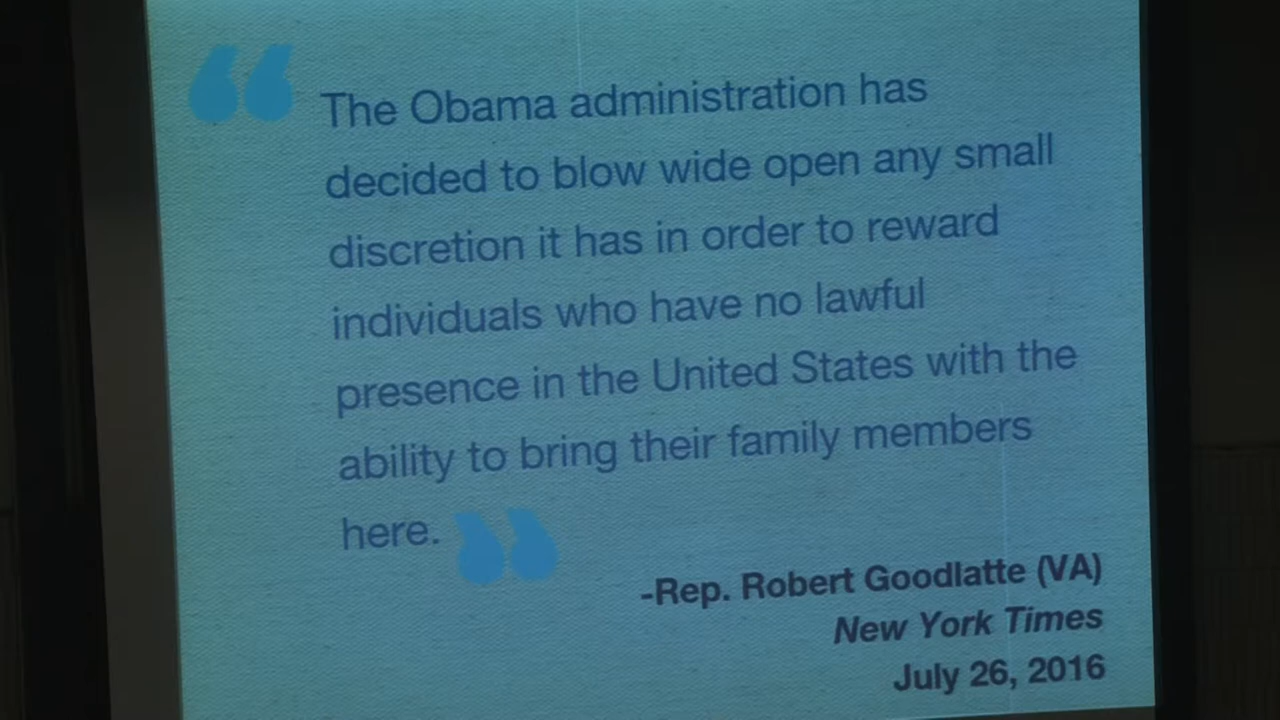 “The Obama administration has
decided to blow wide open any small
discretion it has in order to reward
individuals who have no lawful
presence in the United States with the
ability to bring their family members
here.”
-Rep. Robert Goodlatte (VA)
New York Times
July 26, 2016